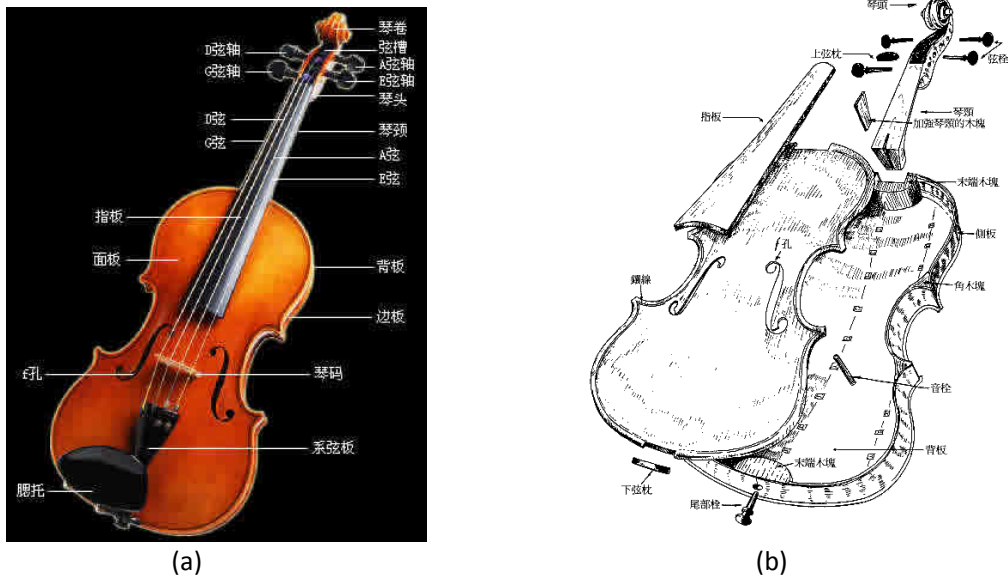 琴卷
D弦轴
弦槽
A弦轴
G弦轴
E弦轴
琴头
D弦
琴颈
G弦
A弦
E弦
指板
面板
背板
边板
f孔
琴码
系弦板
腮托
(a)
琴頭
上弦枕
弦栓
指板
琴頸
加強琴頸的木塊
末端木塊
f孔
側板
鑲線
角木塊
音栓
末端木塊
背板
下弦枕
尾部栓
(b)